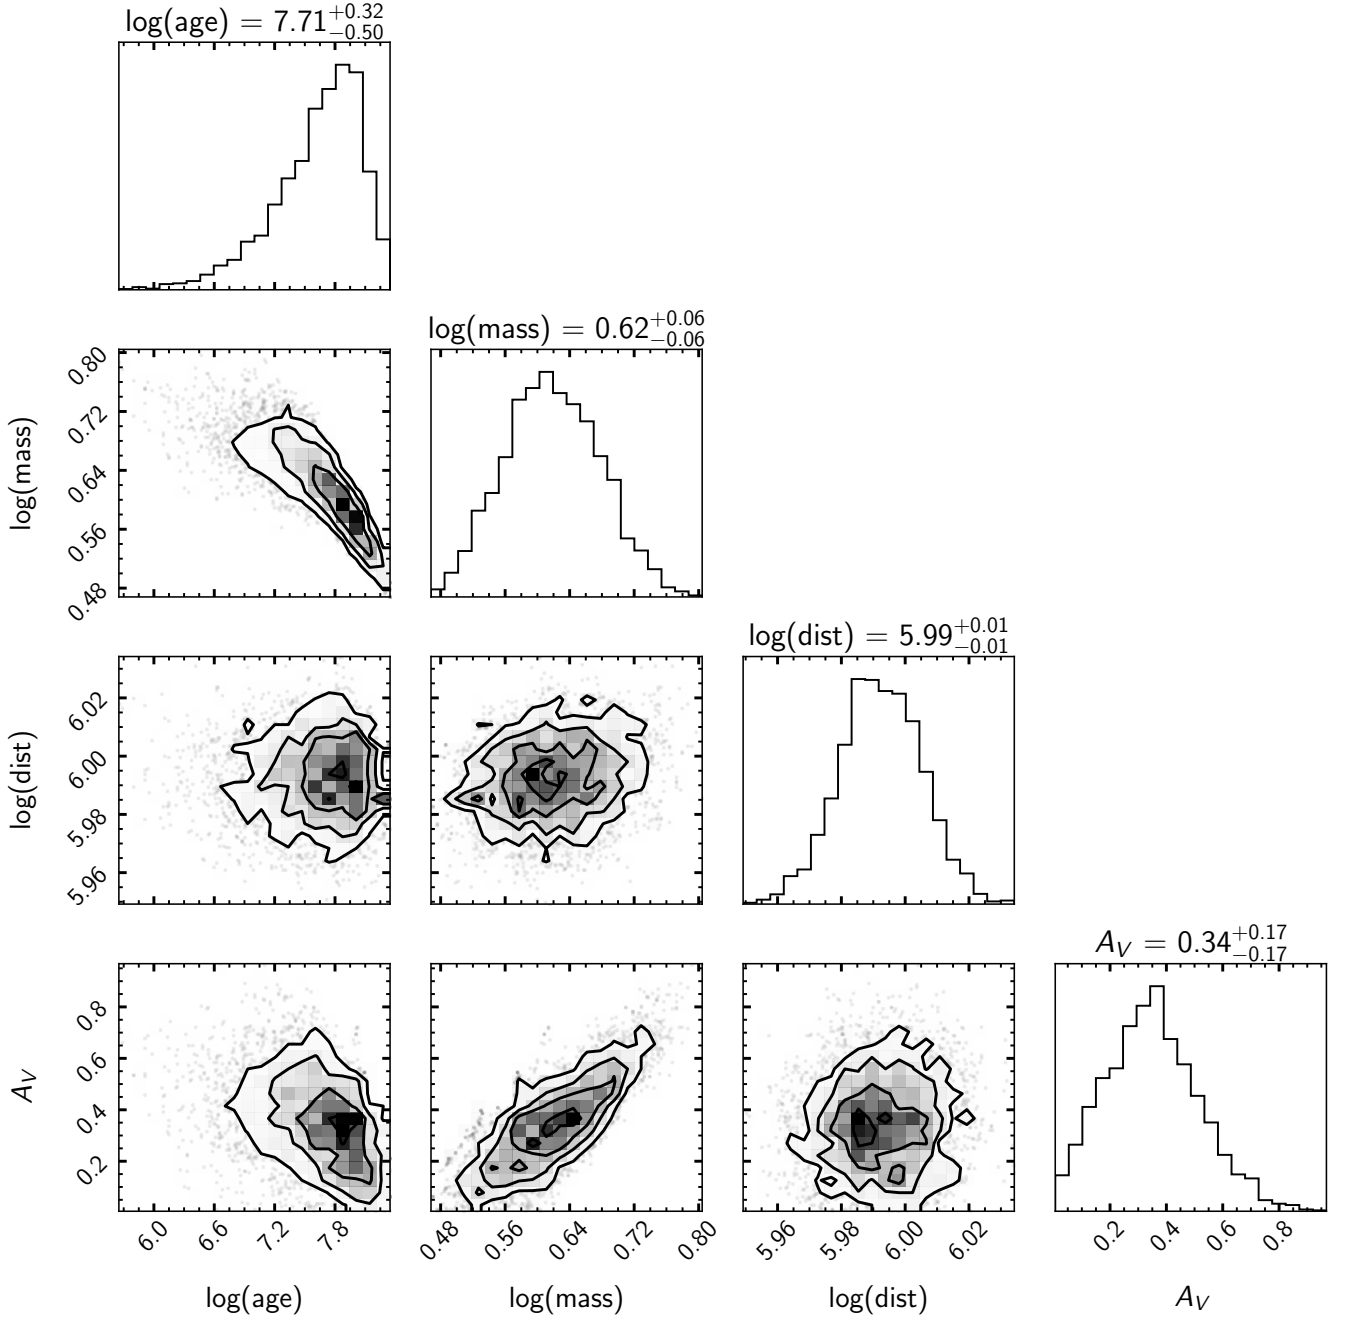 log(age) = 7.71+0.32−0.50
log(mass) = 0.62+0.06−0.06
0.80
0.72
0.64
0.56
0.48
log(mass)
log(dist) = 5.99+0.01−0.01
6.02
6.00
5.98
5.96
log(dist)
AV = 0.34+0.17−0.17
0.8
0.6
0.4
0.2
AV
6.0 6.6 7.2 7.8
log(age)
0.48 0.56 0.64 0.72 0.80
log(mass)
5.96 5.98 6.00 6.02
log(dist)
0.2 0.4 0.6 0.8
AV